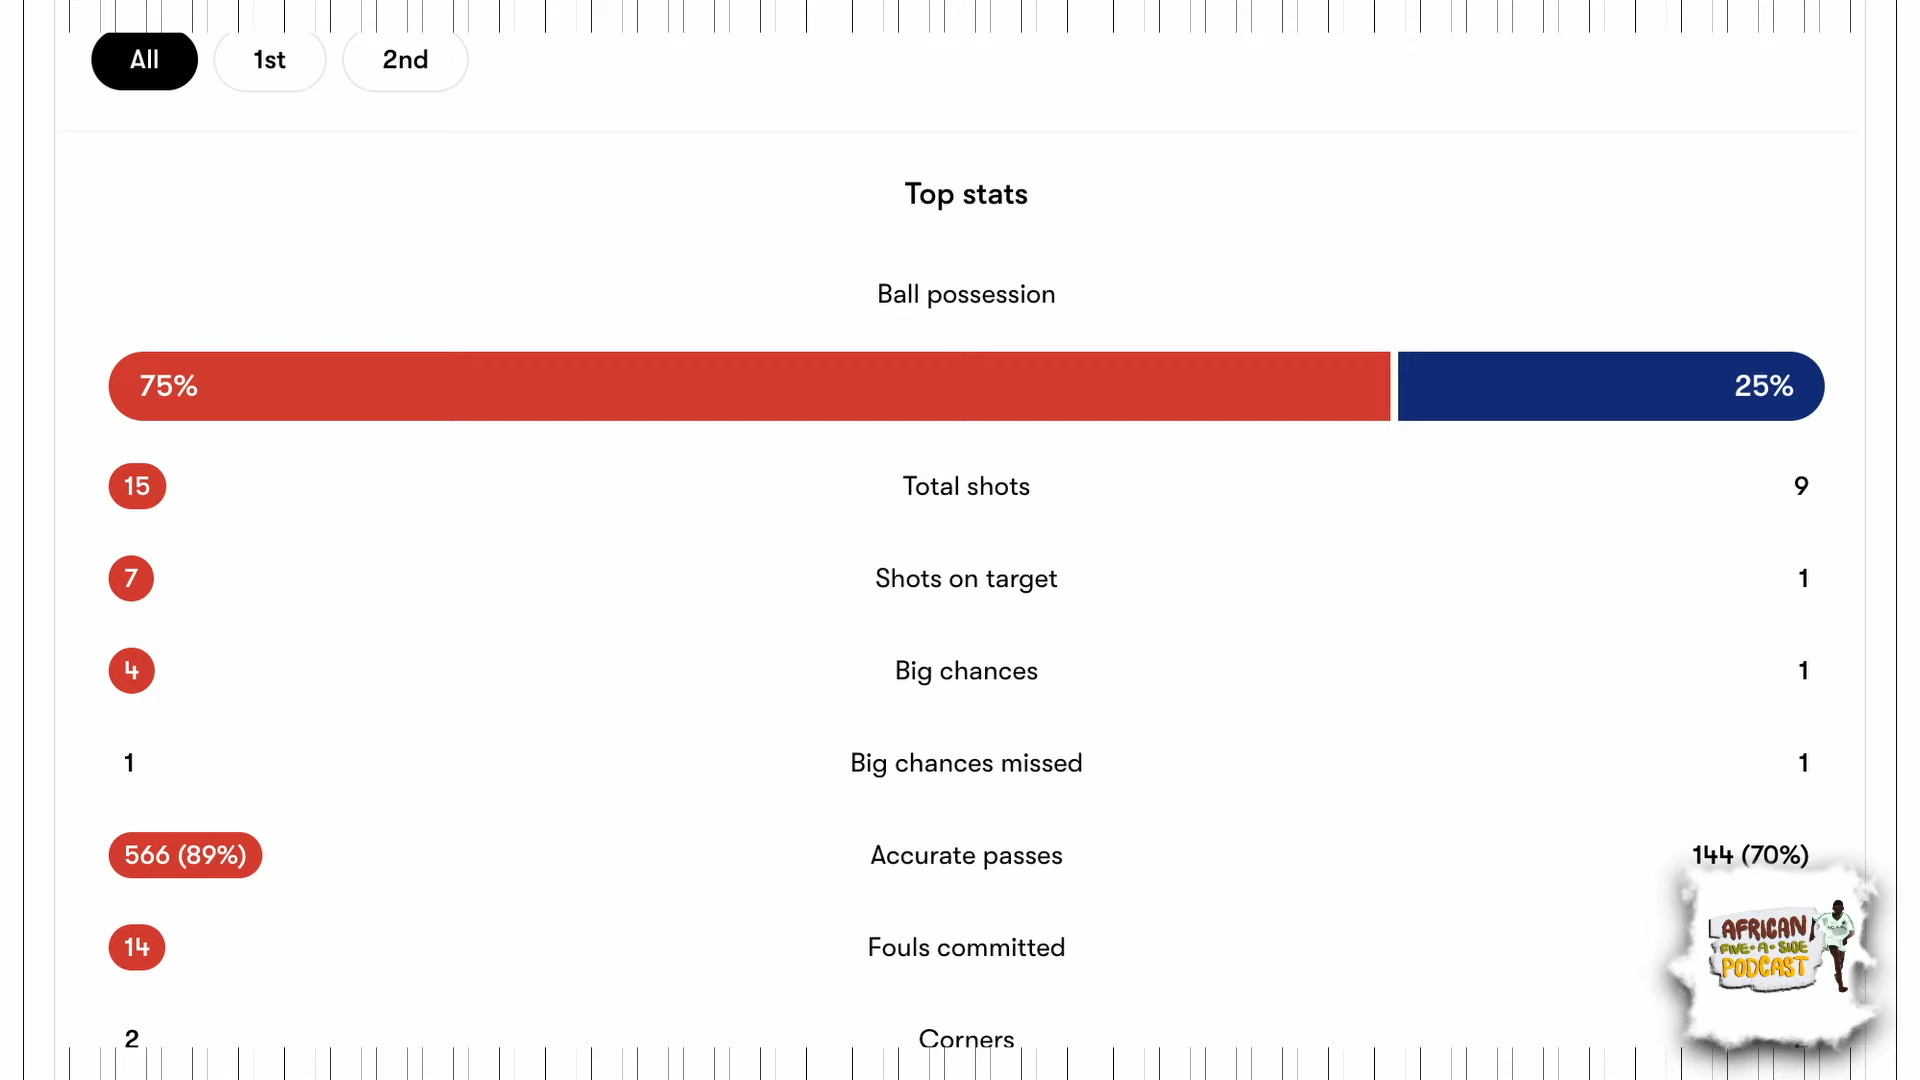 All 1st 2nd
Top stats
Ball possession
75% 25%
15 Total shots 9
7 Shots on target 1
4 Big chances 1
1 Big chances missed 1
566 (89%) Accurate passes 144 (70%)
14 Fouls committed
2 Corners
AFRICAN
FIVE•A•SIDE
PODCAST